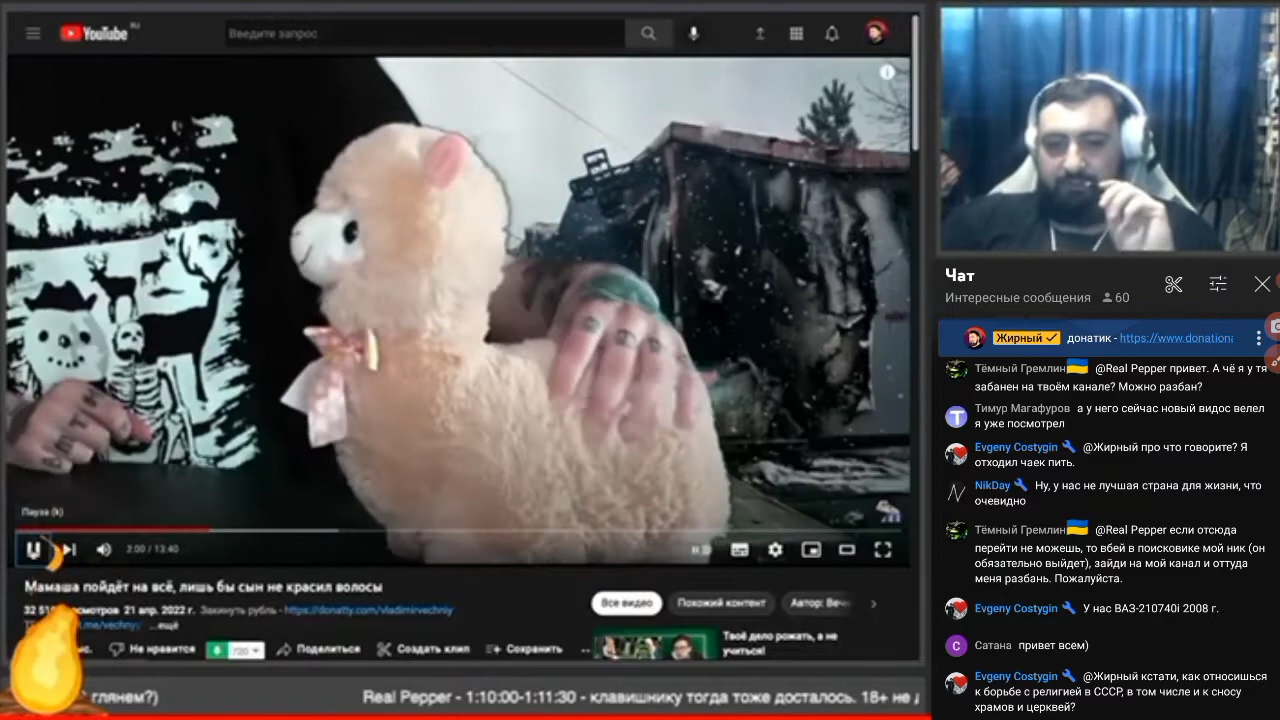 YouTube
RU
Введите запрос
Пауза (k)
2:00 / 13:40
Мамаша пойдёт на всё, лишь бы сын не красил волосы
21 апр. 2022 г. Закинуть рубль - https://donatty.com/vladimirvechniy
...ещё
Не нравится
720
Поделиться
Создать клип
Сохранить
Все видео
Похожий контент
Автор:
Твоё дело рожать, а не
учиться!
глянем?)
Real Pepper - 1:10:00-1:11:30 - клавишнику тогда тоже досталось. 18+ не
Чат
Интересные сообщения
60
Жирный ✓ донатик - https://www.donation
Тёмный Гремлин @Real Pepper привет. А чё я у тя
забанен на твоём канале? Можно разбан?
Т
Тимур Магафуров а у него сейчас новый видос велел
я уже посмотрел
Evgeny Costygin @Жирный про что говорите? Я
отходил чаек пить.
NikDay Ну, у нас не лучшая страна для жизни, что
очевидно
Тёмный Гремлин @Real Pepper если отсюда
перейти не можешь, то вбей в поисковике мой ник (он
обязательно выйдет), зайди на мой канал и оттуда
меня разбань. Пожалуйста.
Evgeny Costygin У нас ВАЗ-210740i 2008 г.
С
Сатана привет всем)
Evgeny Costygin @Жирный кстати, как относишься
к борьбе с религией в СССР, в том числе и к сносу
храмов и церквей?